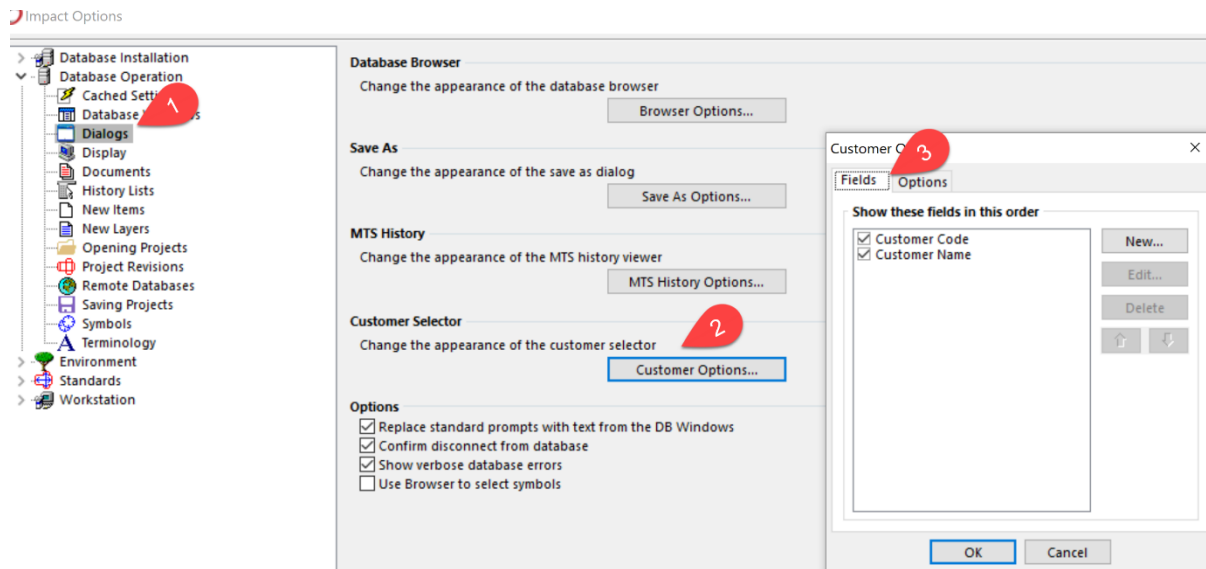 Impact Options
Database Installation
Database Operation
Cached
Database
Dialogs
Display
Documents
History Lists
New Items
New Layers
Opening Projects
Project Revisions
Remote Databases
Saving Projects
Symbols
Terminology
Environment
Standards
Workstation
1
Database Browser
Change the appearance of the database browser
Browser Options...
Save As
Change the appearance of the save as dialog
Save As Options...
MTS History
Change the appearance of the MTS history viewer
MTS History Options...
Customer Selector
Change the appearance of the customer selector
2
Customer Options...
Options
Replace standard prompts with text from the DB Windows
Confirm disconnect from database
Show verbose database errors
Use Browser to select symbols
Customer
3
Fields
Options
Show these fields in this order
Customer Code
Customer Name
New...
Edit...
Delete
OK
Cancel